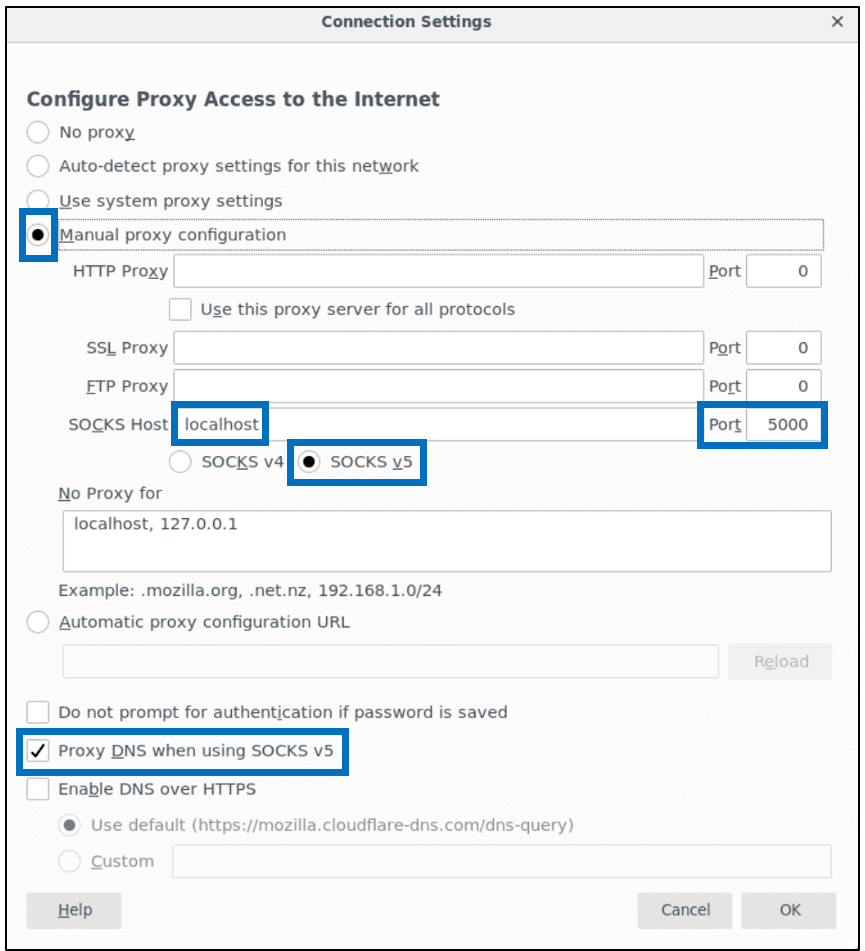 Connection Settings ×
Configure Proxy Access to the Internet
No proxy
Auto-detect proxy settings for this network
Use system proxy settings
Manual proxy configuration
HTTP Proxy Port 0
Use this proxy server for all protocols
SSL Proxy Port 0
FTP Proxy Port 0
SOCKS Host localhost Port 5000
SOCKS v4 SOCKS v5
No Proxy for
localhost, 127.0.0.1
Example: .mozilla.org, .net.nz, 192.168.1.0/24
Automatic proxy configuration URL
Reload
Do not prompt for authentication if password is saved
Proxy DNS when using SOCKS v5
Enable DNS over HTTPS
Use default (https://mozilla.cloudflare-dns.com/dns-query)
Custom
Help Cancel OK